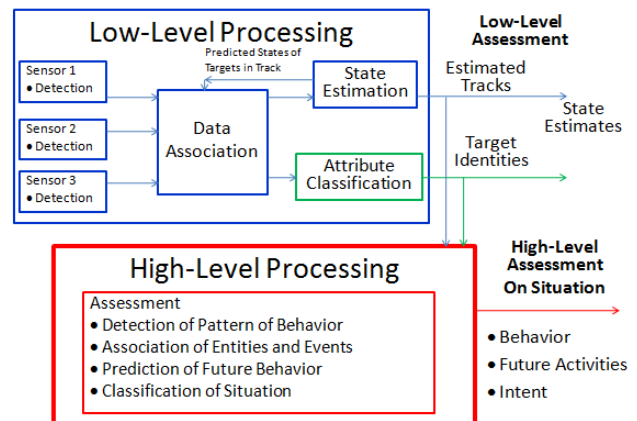 Low-Level Processing
Low-Level
Assessment
Sensor 1
• Detection
Predicted States of
Targets in Track
State
Estimation
Estimated
Tracks
State
Estimates
Sensor 2
• Detection
Data
Association
Target
Identities
Sensor 3
• Detection
Attribute
Classification
High-Level Processing
High-Level
Assessment
On Situation
Assessment
• Detection of Pattern of Behavior
• Association of Entities and Events
• Prediction of Future Behavior
• Classification of Situation
• Behavior
• Future Activities
• Intent